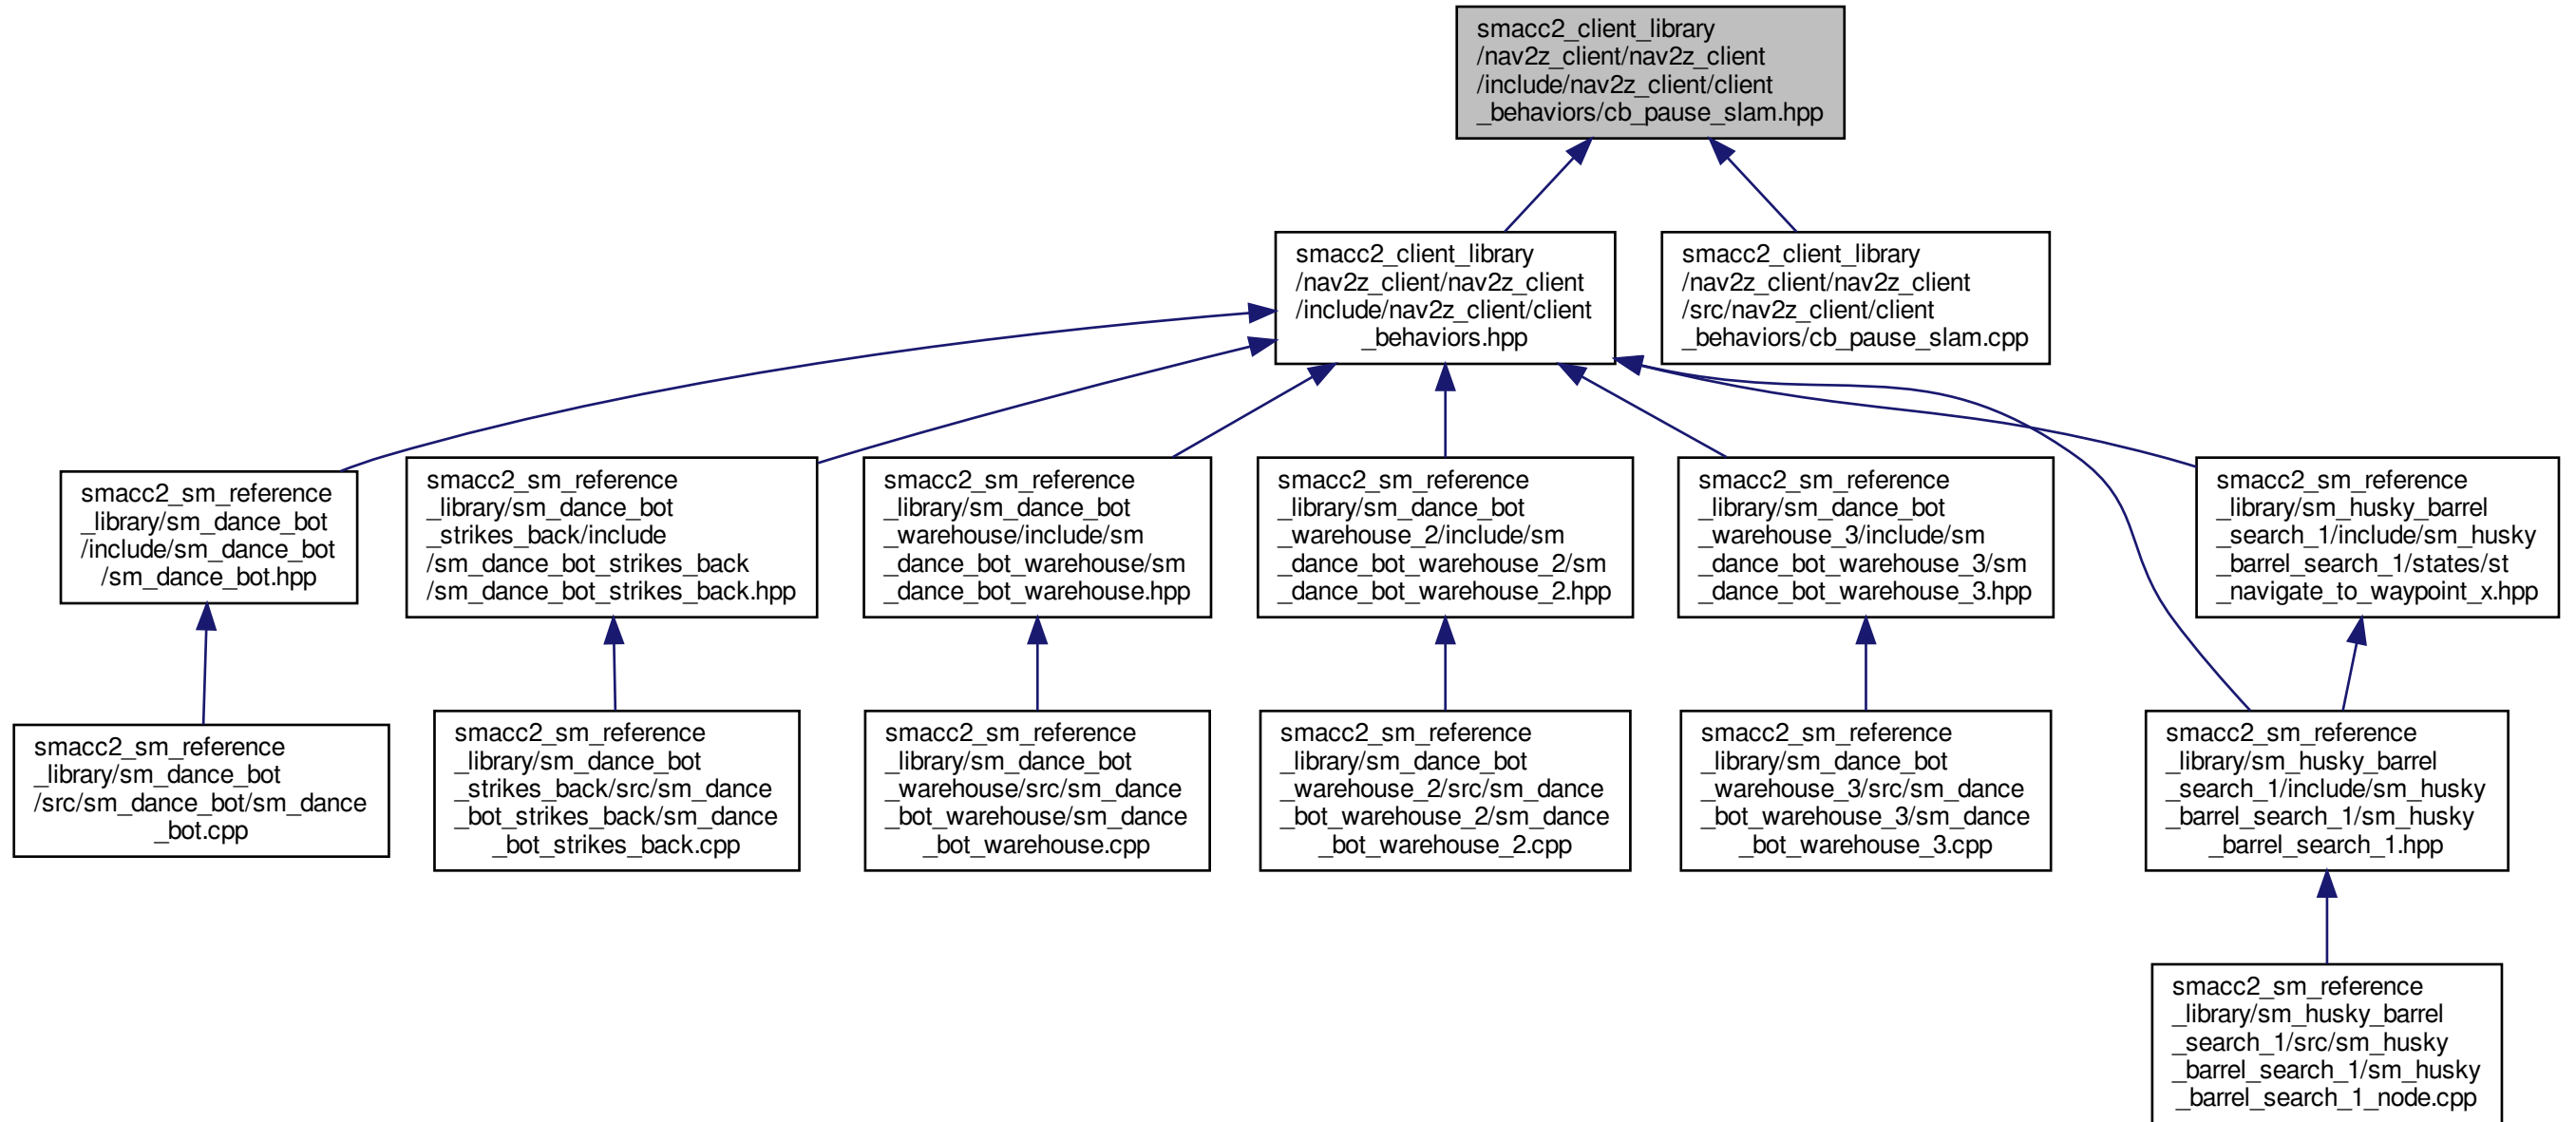 smacc2_client_library
/nav2z_client/nav2z_client
/include/nav2z_client/client
_behaviors/cb_pause_slam.hpp
smacc2_client_library
/nav2z_client/nav2z_client
/include/nav2z_client/client
_behaviors.hpp
smacc2_client_library
/nav2z_client/nav2z_client
/src/nav2z_client/client
_behaviors/cb_pause_slam.cpp
smacc2_sm_reference
_library/sm_dance_bot
/include/sm_dance_bot
/sm_dance_bot.hpp
smacc2_sm_reference
_library/sm_dance_bot
_strikes_back/include
/sm_dance_bot_strikes_back
/sm_dance_bot_strikes_back.hpp
smacc2_sm_reference
_library/sm_dance_bot
_warehouse/include/sm
_dance_bot_warehouse/sm
_dance_bot_warehouse.hpp
smacc2_sm_reference
_library/sm_dance_bot
_warehouse_2/include/sm
_dance_bot_warehouse_2/sm
_dance_bot_warehouse_2.hpp
smacc2_sm_reference
_library/sm_dance_bot
_warehouse_3/include/sm
_dance_bot_warehouse_3/sm
_dance_bot_warehouse_3.hpp
smacc2_sm_reference
_library/sm_husky_barrel
_search_1/include/sm_husky
_barrel_search_1/states/st
_navigate_to_waypoint_x.hpp
smacc2_sm_reference
_library/sm_dance_bot
/src/sm_dance_bot/sm_dance
_bot.cpp
smacc2_sm_reference
_library/sm_dance_bot
_strikes_back/src/sm_dance
_bot_strikes_back/sm_dance
_bot_strikes_back.cpp
smacc2_sm_reference
_library/sm_dance_bot
_warehouse/src/sm_dance
_bot_warehouse/sm_dance
_bot_warehouse.cpp
smacc2_sm_reference
_library/sm_dance_bot
_warehouse_2/src/sm_dance
_bot_warehouse_2/sm_dance
_bot_warehouse_2.cpp
smacc2_sm_reference
_library/sm_dance_bot
_warehouse_3/src/sm_dance
_bot_warehouse_3/sm_dance
_bot_warehouse_3.cpp
smacc2_sm_reference
_library/sm_husky_barrel
_search_1/include/sm_husky
_barrel_search_1/sm_husky
_barrel_search_1.hpp
smacc2_sm_reference
_library/sm_husky_barrel
_search_1/src/sm_husky
_barrel_search_1/sm_husky
_barrel_search_1_node.cpp